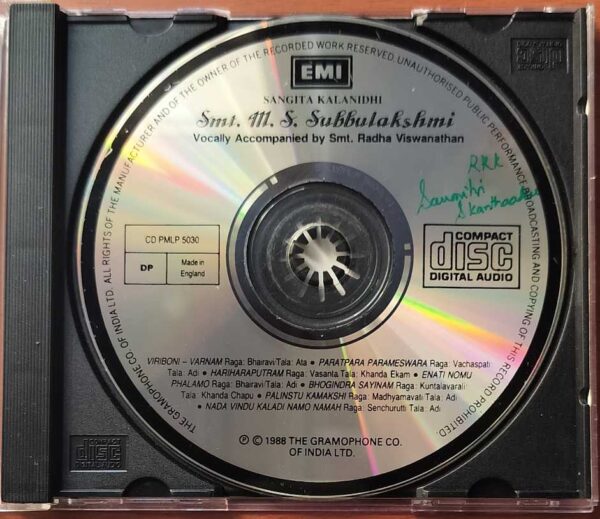 THE GRAMOPHONE CO. OF INDIA LTD. ALL RIGHTS OF THE MANUFACTURER AND OF THE OWNER OF THE RECORDED WORK RESERVED UNAUTHORISED PUBLIC PERFORMANCE BROADCASTING AND COPYING OF THIS RECORD PROHIBITED.
EMI
SANGITA KALANIDHI
Smt. M. S. Subbulakshmi
Vocally Accompanied by Smt. Radha Viswanathan
RKK
CD PMLP 5030
DP
Made in
England
COMPACT
disc
DIGITAL AUDIO
VIRIBONI – VARNAM Raga: Bhairavi Tala: Ata • PARATPARA PARAMESWARA Raga: Vachaspati
Tala: Adi • HARIHARAPUTRAM Raga: Vasanta Tala: Khanda Ekam • ENATI NOMU
PHALAMO Raga: Bhairavi Tala: Adi • BHOGINDRA SAYINAM Raga: Kuntalavarali
Tala: Khanda Chapu • PALINSTU KAMAKSHI Raga: Madhyamavati Tala: Adi
• NADA VINDU KALADI NAMO NAMAH Raga: Senchurutti Tala: Adi
Ⓟ © 1988 THE GRAMOPHONE CO.
OF INDIA LTD.
COMPACT
disc
DIGITAL AUDIO